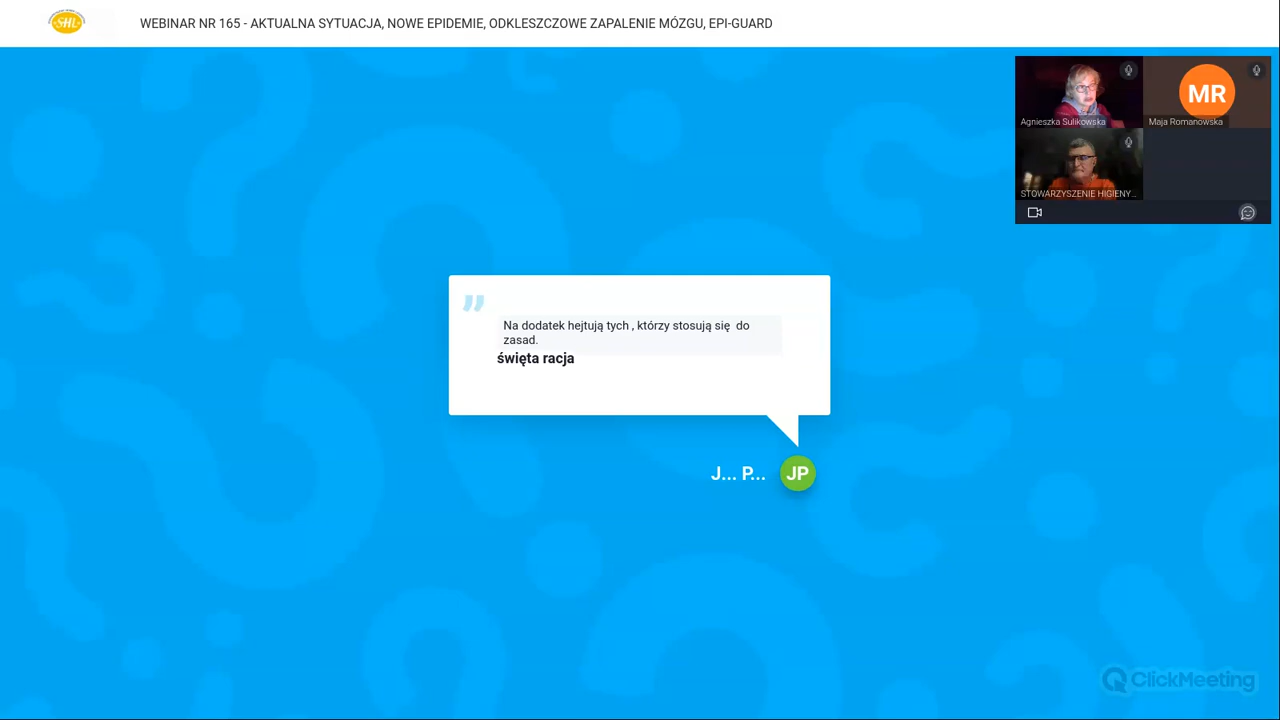 SHL
WEBINAR NR 165 - AKTUALNA SYTUACJA, NOWE EPIDEMIE, ODKLESZCZOWE ZAPALENIE MÓZGU, EPI-GUARD
MR
Agnieszka Sulikowska
Maja Romanowska
STOWARZYSZENIE HIGIENY...
Na dodatek hejtują tych , którzy stosują się do
zasad.
święta racja
J... P...
JP
ClickMeeting